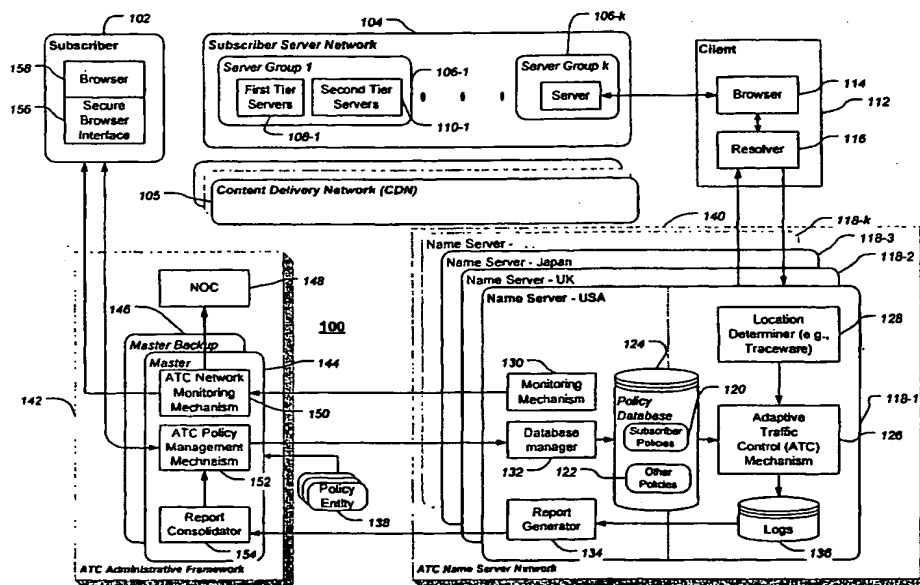 102
Subscriber
158
Browser
156
Secure
Browser
Interface
104
Subscriber Server Network
Server Group 1
106-1
First Tier
Servers
Second Tier
Servers
108-1
110-1
106-k
Server Group k
Server
Client
Browser
114
112
Resolver
116
105
Content Delivery Network (CDN)
140
118-k
118-3
118-2
Name Server -
Name Server - Japan
Name Server - UK
Name Server - USA
Location
Determiner (e.g.,
Traceware)
128
124
130
Monitoring
Mechanism
Policy
Database
120
Subscriber
Policies
118-1
Adaptive
Traffic
Control (ATC)
Mechanism
126
Database
manager
132
122
Other
Policies
Report
Generator
134
Logs
136
ATC Name Server Network
100
NOC
148
146
Master Backup
Master
144
142
ATC Network
Monitoring
Mechanism
150
ATC Policy
Management
Mechnaism
152
Policy
Entity
138
Report
Consolidator
154
ATC Administrative Framework